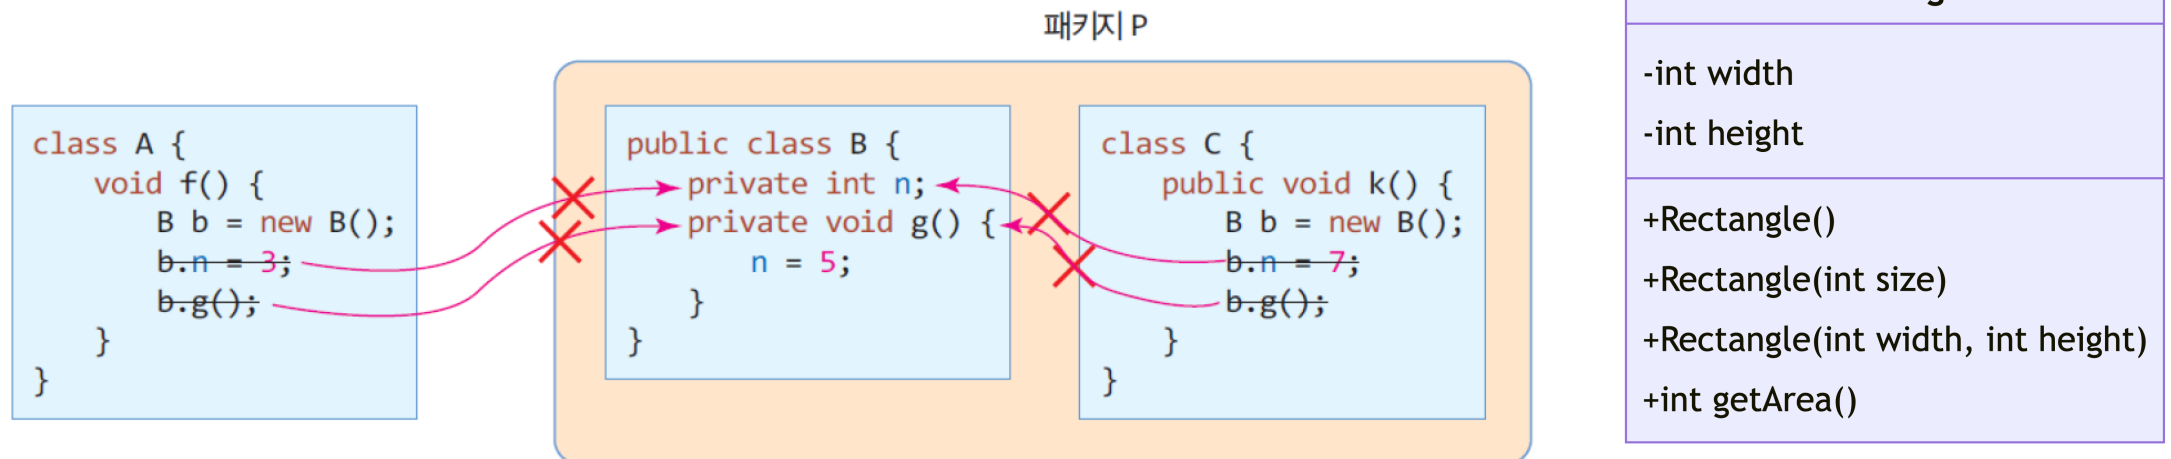 패키지 P
class A {
void f() {
B b = new B();
b.n = 3;
b.g();
}
}
public class B {
private int n;
private void g() {
n = 5;
}
}
class C {
public void k() {
B b = new B();
b.n = 7;
b.g();
}
}
-int width
-int height
+Rectangle()
+Rectangle(int size)
+Rectangle(int width, int height)
+int getArea()